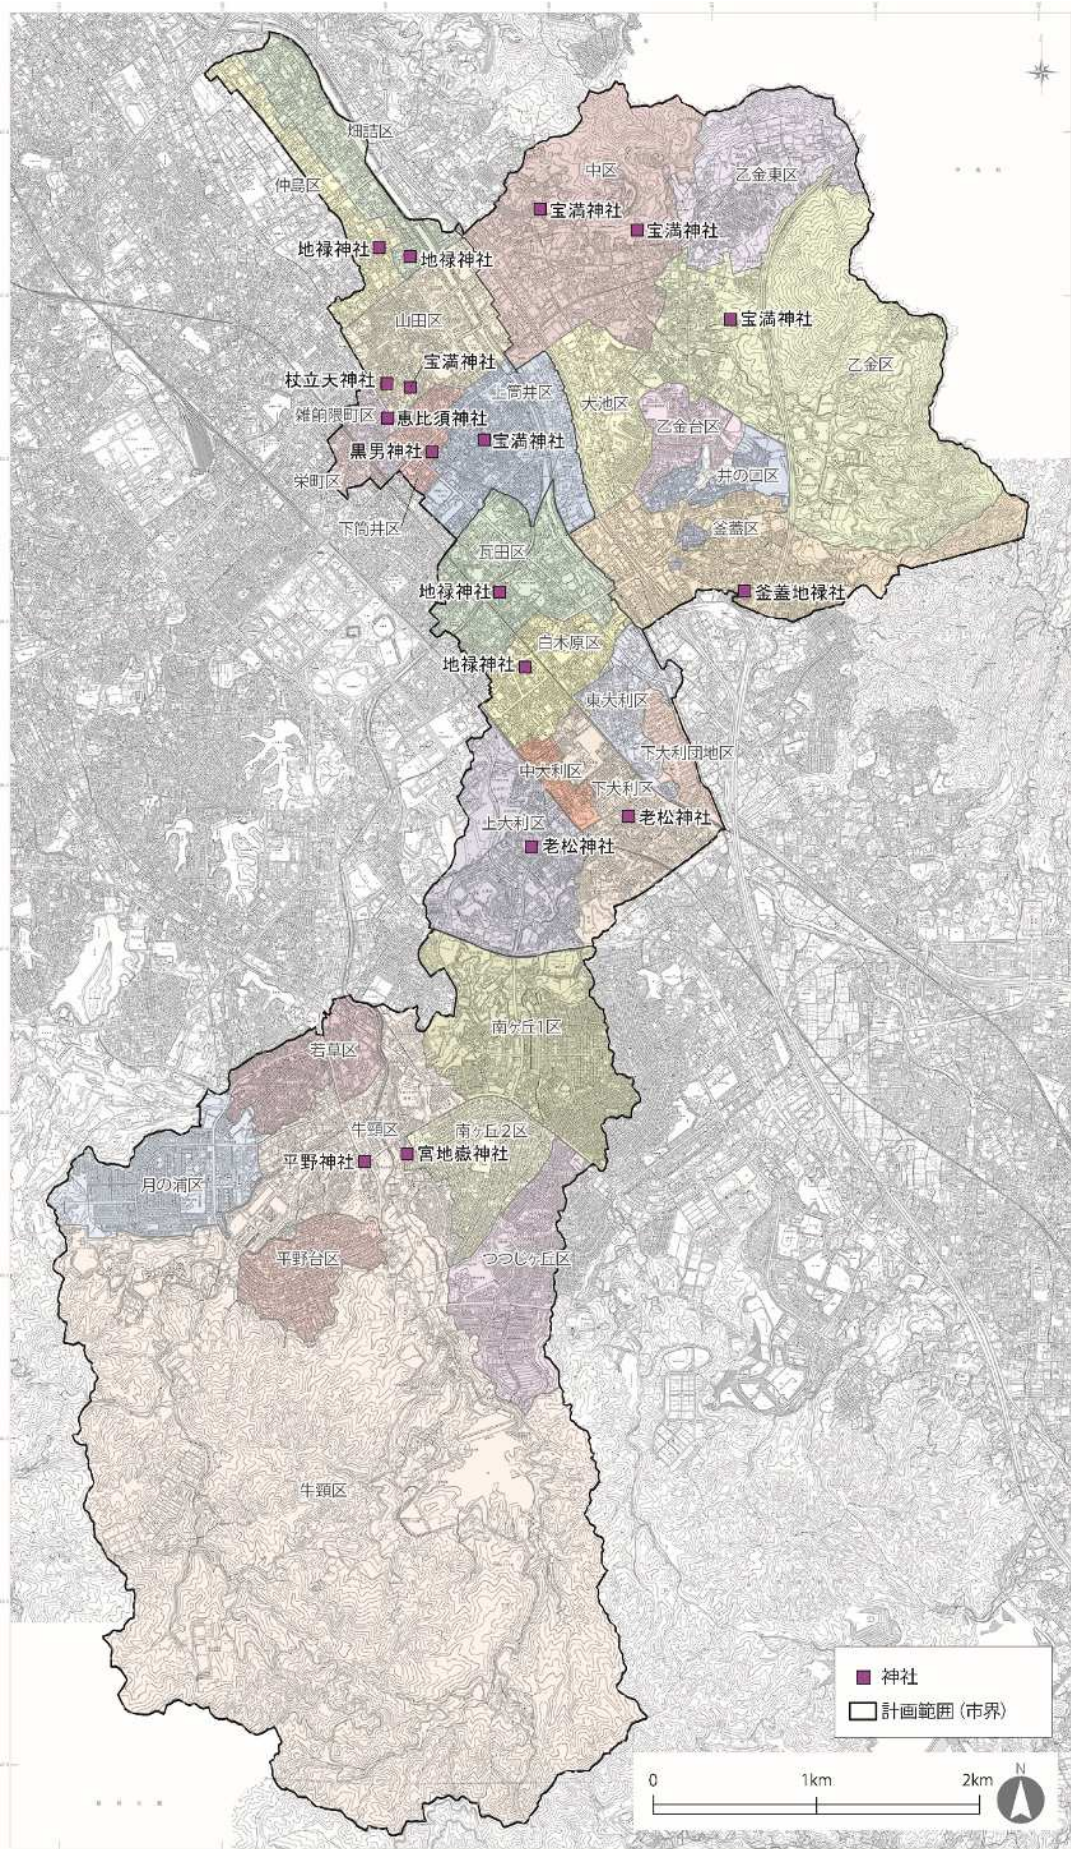 畑詰区
仲島区
中区
乙金東区
宝満神社
宝満神社
地禄神社
地禄神社
山田区
宝満神社
乙金区
宝満神社
杖立天神社
上筒井区
大池区
雑餉隈町区
恵比須神社
乙金台区
黒男神社
宝満神社
栄町区
井の口区
下筒井区
釜蓋区
瓦田区
地禄神社
釜蓋地禄神社
白木原区
地禄神社
東大利区
下大利団地区
中大利区
下大利区
上大利区
老松神社
老松神社
南ヶ丘1区
若草区
牛頸区
南ヶ丘2区
平野神社
宮地嶽神社
月の浦区
平野台区
つつじヶ丘区
牛頸区
神社
計画範囲（市界）
0 1km 2km
N